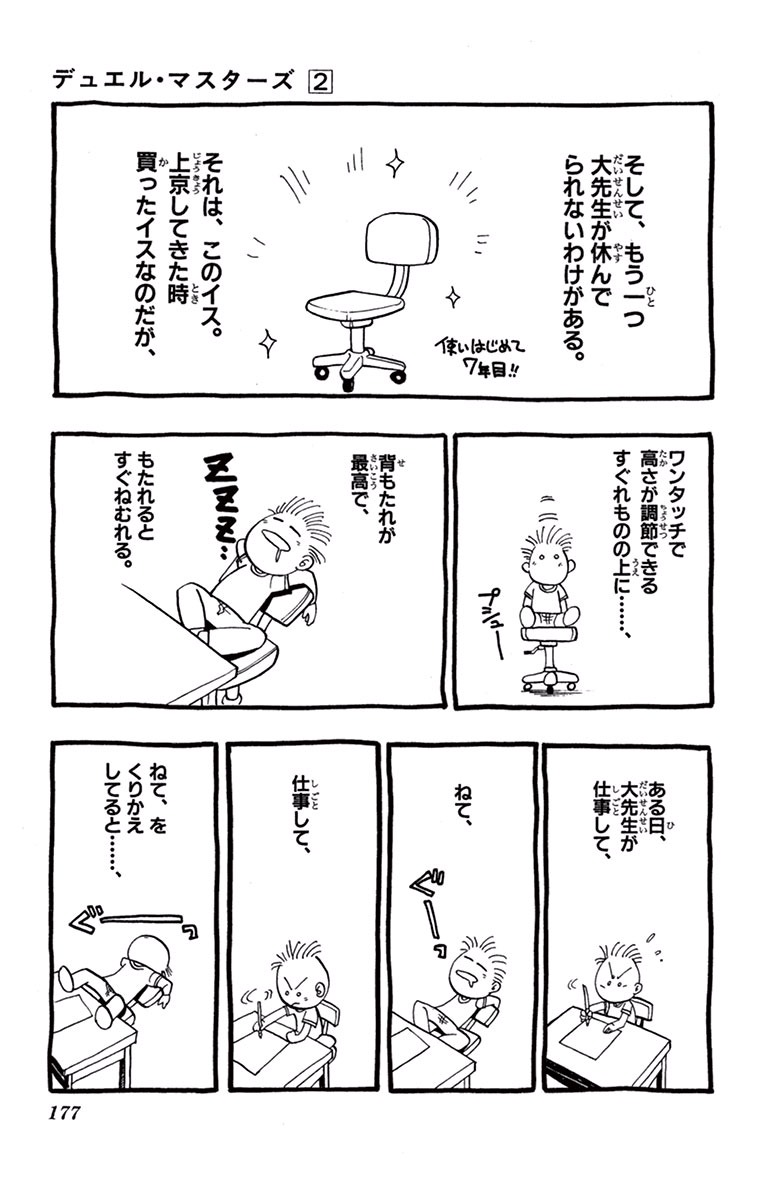 デュエル・マスターズ 2
そして、もう一つ
大先生が休んで
られないわけがある。
それは、このイス。
上京してきた時
買ったイスなのだが、
使いはじめて
7年目!!
ワンタッチで
高さが調節できる
すぐれものの上に……、
プシューー
背もたれが
最高で、
ZZZZ…
もたれると
すぐねむれる。
ある日、
大先生が
仕事して、
ねて、
ぐーっ
仕事して、
ねて、を
くりかえ
してると……、
ぐーーっ
177